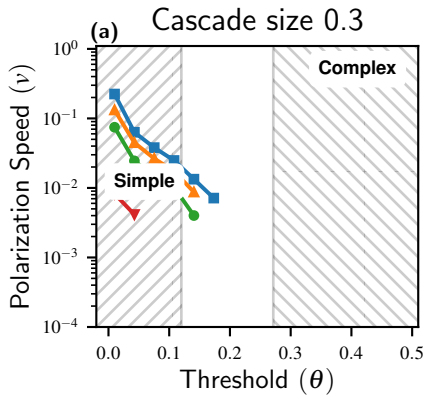 Cascade size 0.3
(a)
Complex
Simple
10⁰
10⁻¹
10⁻²
10⁻³
10⁻⁴
Polarization Speed (ν)
0.0 0.1 0.2 0.3 0.4 0.5
Threshold (θ)